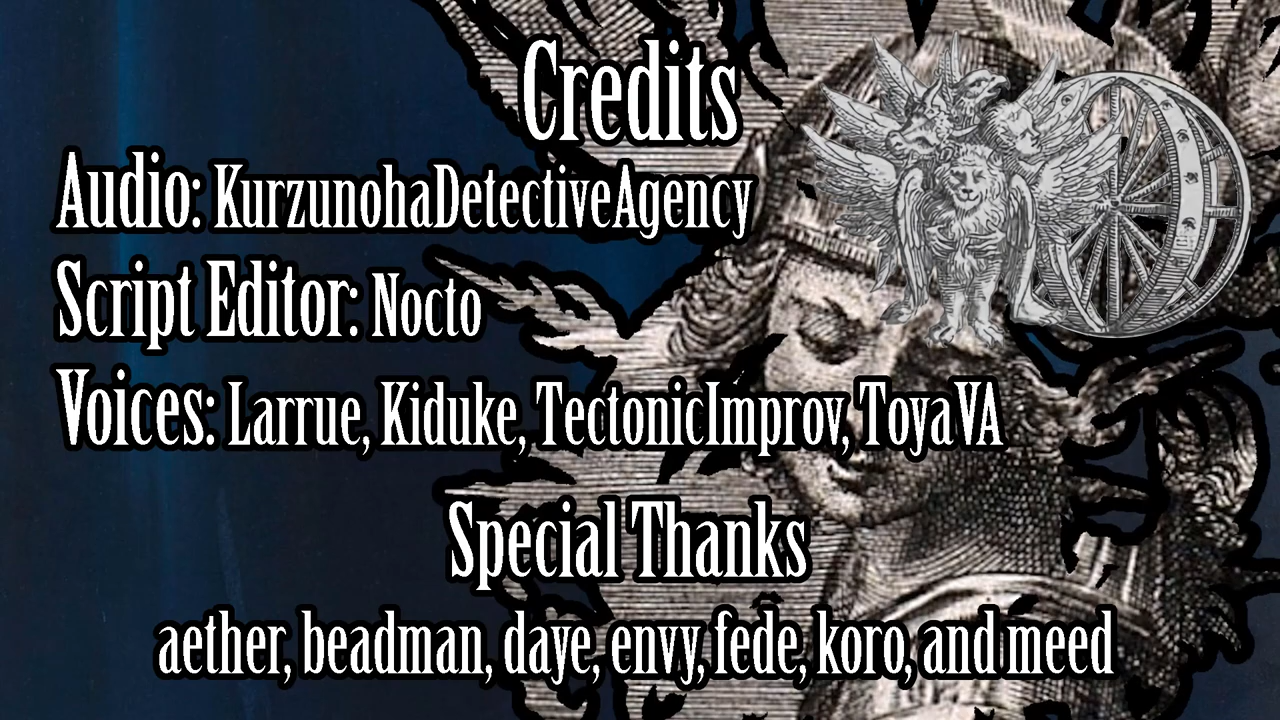 Credits
Audio: KurzunohaDetectiveAgency
Script Editor: Nocto
Voices: Larrue, Kiduke, TectonicImprov, ToyaVA
Special Thanks
aether, beadman, daye, envy, fede, koro, and meed